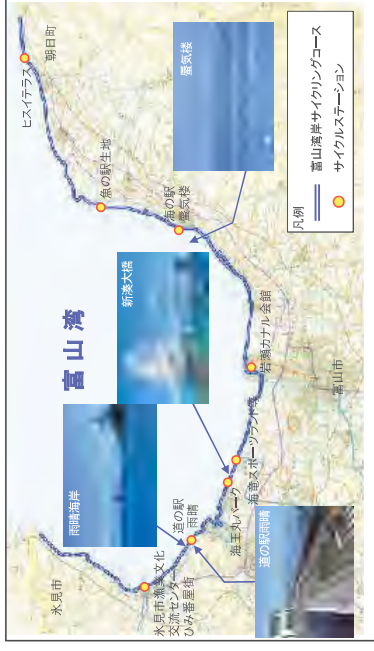 富山湾
氷見市
氷見市漁業文化
交流センター
ひみ番屋街
雨晴海岸
道の駅
雨晴
道の駅雨晴
海王丸パーク
海竜スポーツランド
新湊大橋
岩瀬カナル会館
富山市
海の駅
蜃気楼
蜃気楼
魚の駅生地
ヒスイテラス
朝日町
凡例
富山湾岸サイクリングコース
サイクルステーション